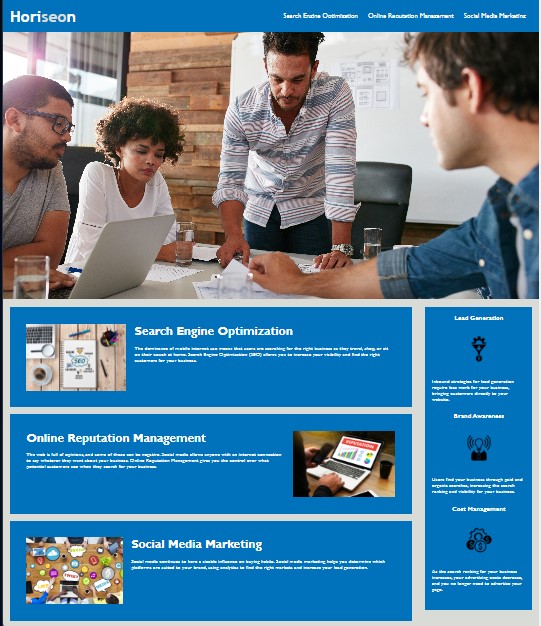 Horiseon
Search Engine Optimization Online Reputation Management Social Media Marketing
Search Engine Optimization
The dominance of mobile internet use means that users are searching for the right business as they travel, shop, or sit
on their couch at home. Search Engine Optimization (SEO) allows you to increase your visibility and find the right
customers for your business.
SEO
Online Reputation Management
The web is full of opinions, and some of these can be negative. Social media allows anyone with an internet connection
to say whatever they want about your business. Online Reputation Management gives you the control over what
potential customers see when they search for your business.
REPUTATION
Social Media Marketing
Social media continues to have a sizable influence on buying habits. Social media marketing helps you determine which
platforms are suited to your brand, using analytics to find the right markets and increase your lead generation.
Lead Generation
Inbound strategies for lead generation
require less work for your business,
bringing customers directly to your
website.
Brand Awareness
Users find your business through paid and
organic searches, increasing the search
ranking and visibility for your business.
Cost Management
As the search ranking for your business
increases, your advertising costs decrease,
and you no longer need to advertise your
page.